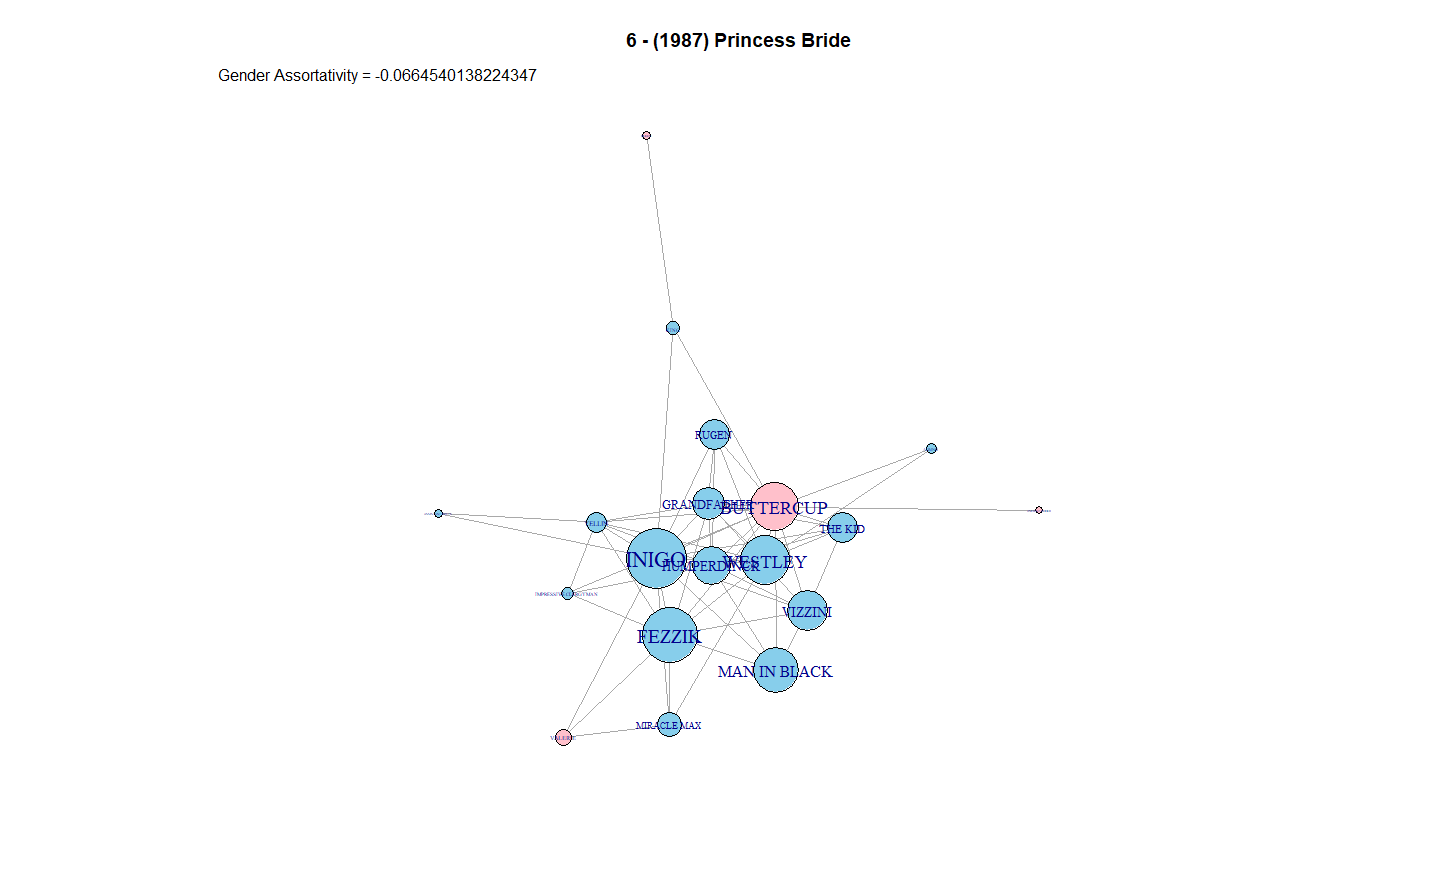 6 - (1987) Princess Bride
Gender Assortativity = -0.0664540138224347
RUGEN
GRANDFATHER
BUTTERCUP
YELLIN
THE KID
INIGO
HUMPERDINCK
WESTLEY
IMPRESSIVE CLERGYMAN
VIZZINI
FEZZIK
MAN IN BLACK
MIRACLE MAX
VALERIE